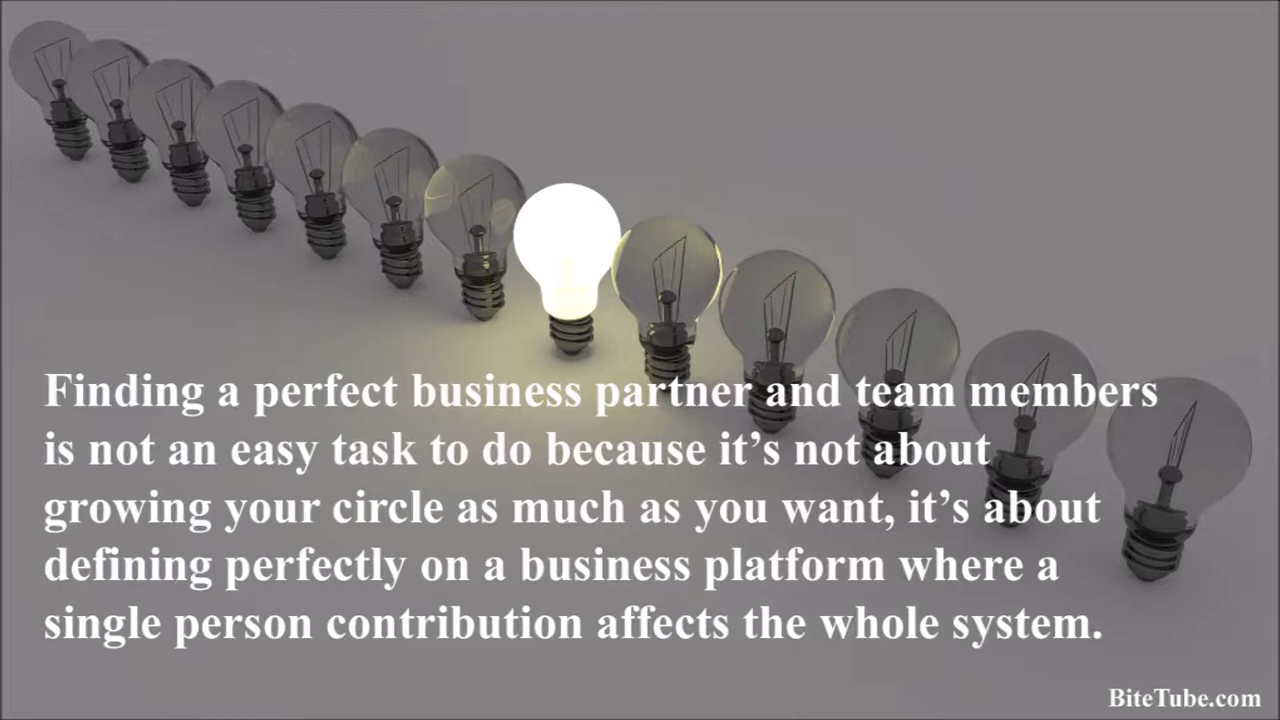 Finding a perfect business partner and team members
is not an easy task to do because it’s not about
growing your circle as much as you want, it’s about
defining perfectly on a business platform where a
single person contribution affects the whole system.
BiteTube.com